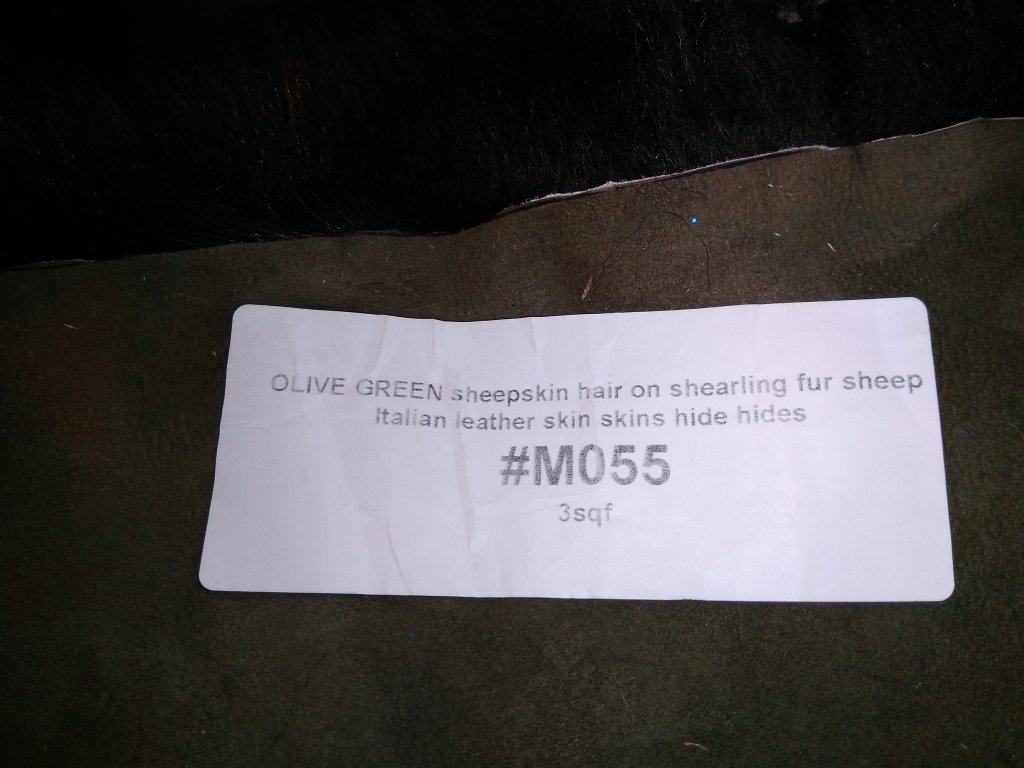 OLIVE GREEN sheepskin hair on shearling fur sheep
Italian leather skin skins hide hides
#M055
3sqf